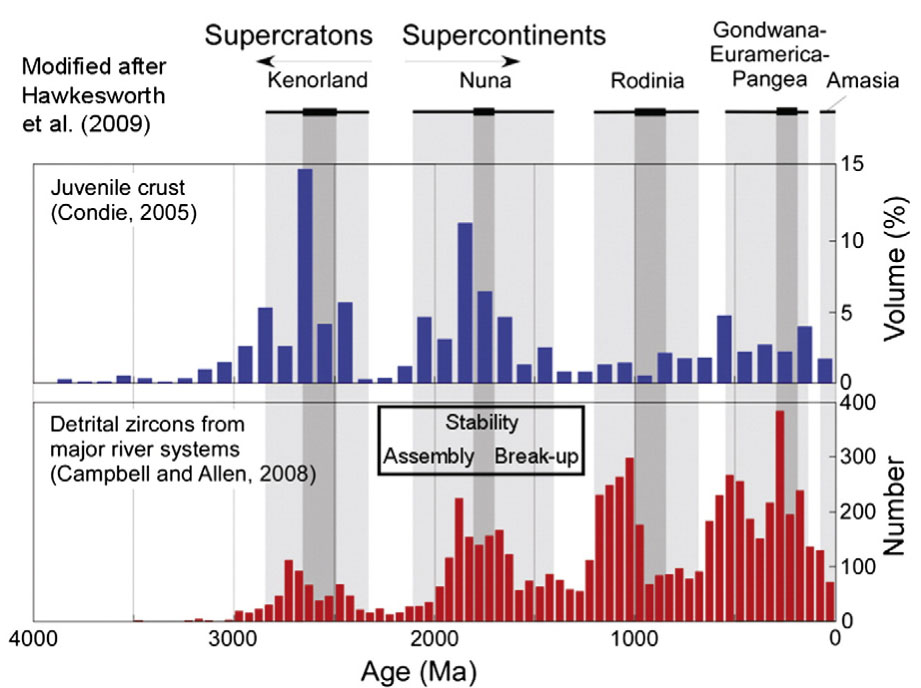 Supercratons
Supercontinents
Gondwana-
Euramerica-
Pangea
Modified after
Hawkesworth
et al. (2009)
Kenorland
Nuna
Rodinia
Amasia
Juvenile crust
(Condie, 2005)
15
10
5
0
Volume (%)
Detrital zircons from
major river systems
(Campbell and Allen, 2008)
Stability
Assembly
Break-up
400
300
200
100
0
Number
4000
3000
2000
1000
0
Age (Ma)